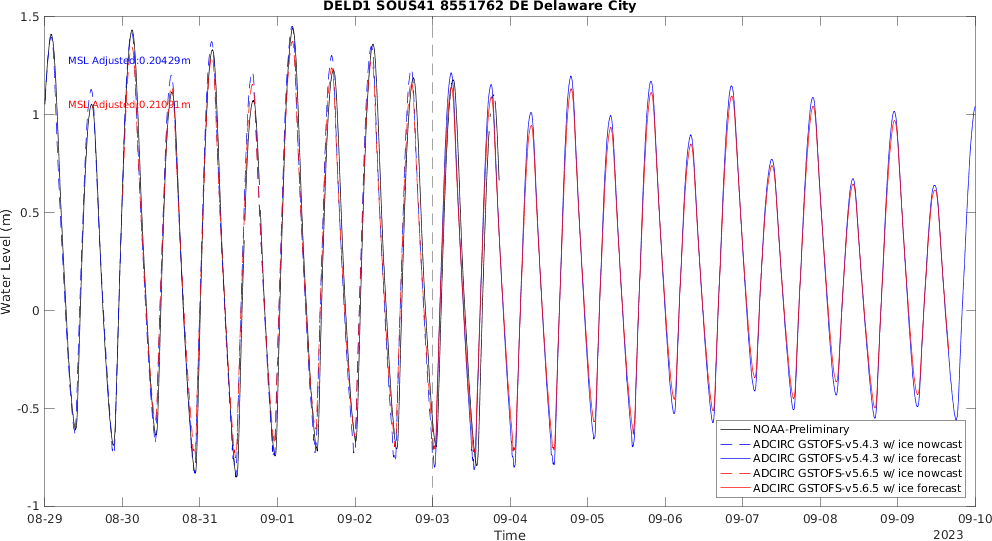 DELD1 SOUS41 8551762 DE Delaware City
1.5
1
0.5
0
-0.5
-1
Water Level (m)
MSL Adjusted:0.20429m
MSL Adjusted:0.21091m
NOAA-Preliminary
ADCIRC GSTOFS-v5.4.3 w/ ice nowcast
ADCIRC GSTOFS-v5.4.3 w/ ice forecast
ADCIRC GSTOFS-v5.6.5 w/ ice nowcast
ADCIRC GSTOFS-v5.6.5 w/ ice forecast
08-29 08-30 08-31 09-01 09-02 09-03 09-04 09-05 09-06 09-07 09-08 09-09 09-10
Time
2023